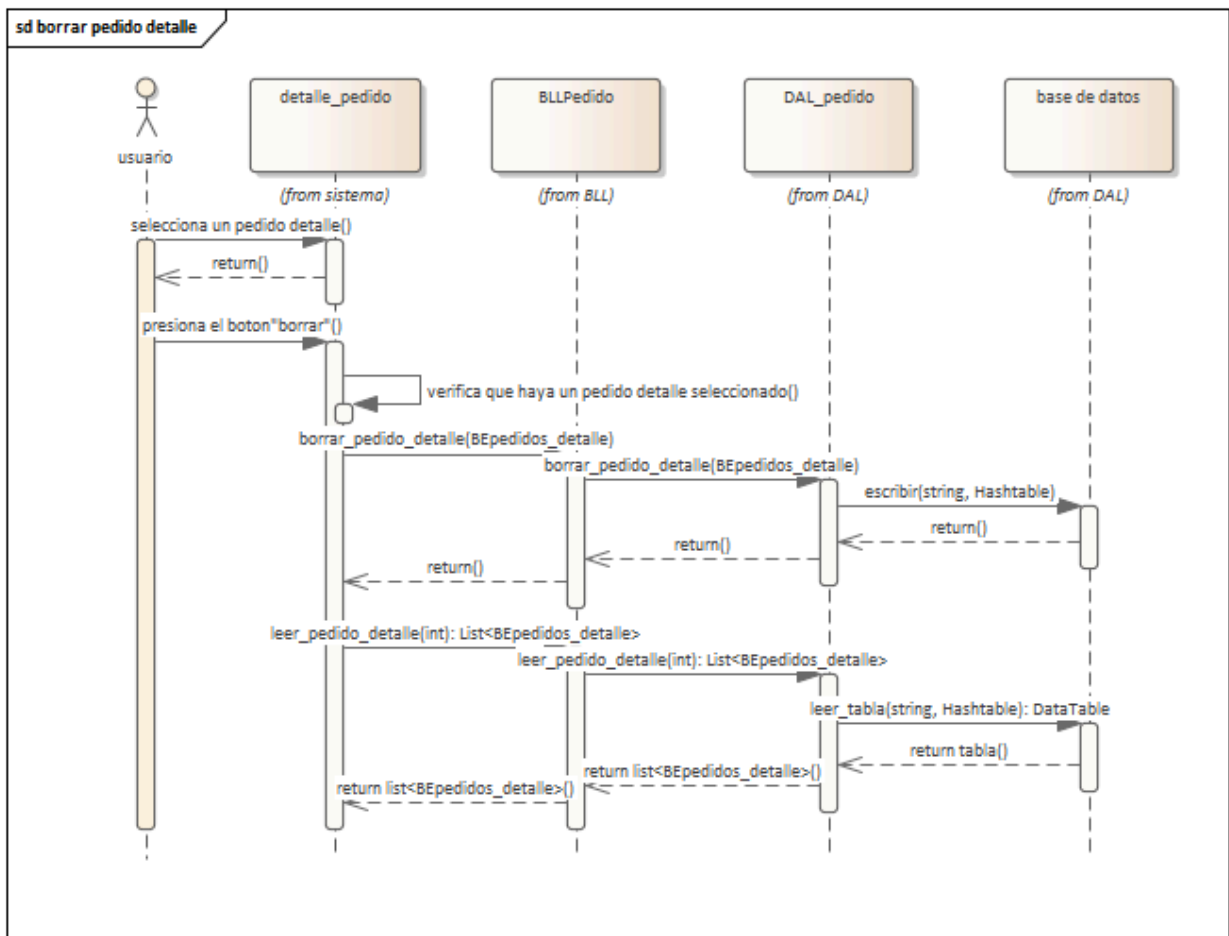 sd borrar pedido detalle
usuario
detalle_pedido
BLLPedido
DAL_pedido
base de datos
(from sistema)
(from BLL)
(from DAL)
(from DAL)
selecciona un pedido detalle()
return()
presiona el boton"borrar"()
verifica que haya un pedido detalle seleccionado()
borrar_pedido_detalle(BEpedidos_detalle)
borrar_pedido_detalle(BEpedidos_detalle)
escribir(string, Hashtable)
return()
return()
return()
leer_pedido_detalle(int): List<BEpedidos_detalle>
leer_pedido_detalle(int): List<BEpedidos_detalle>
leer_tabla(string, Hashtable): DataTable
return tabla()
return list<BEpedidos_detalle>()
return list<BEpedidos_detalle>()